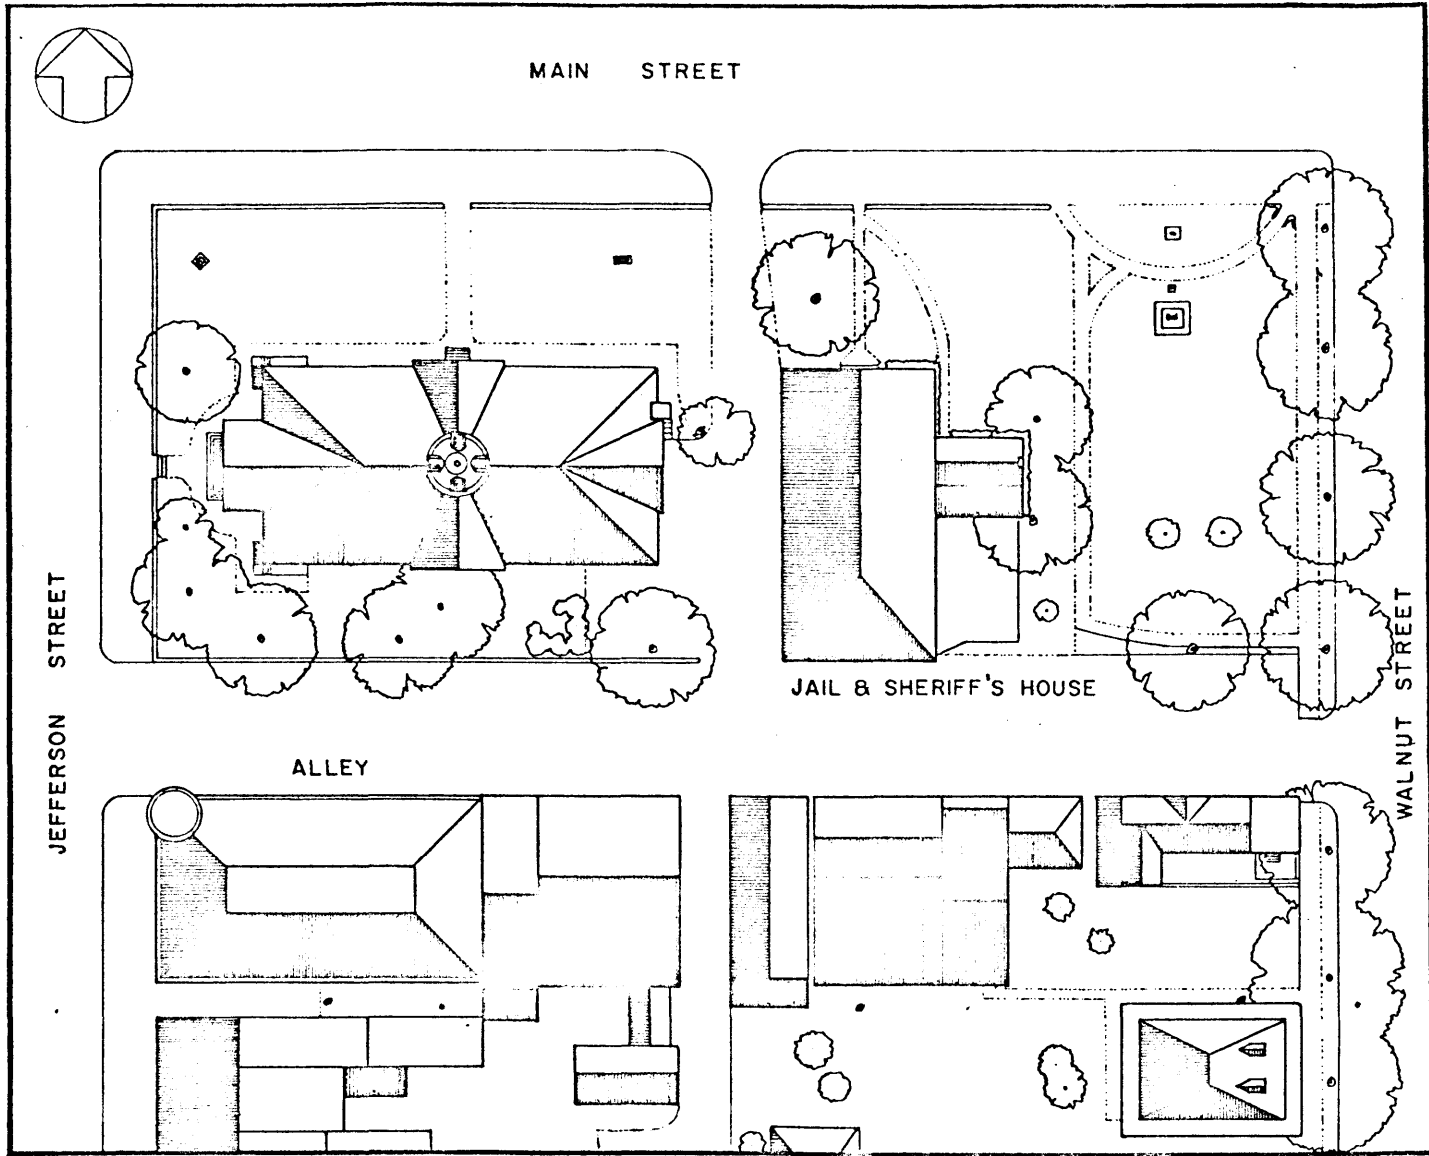 MAIN STREET
JAIL & SHERIFF'S HOUSE
ALLEY
JEFFERSON STREET
WALNUT STREET